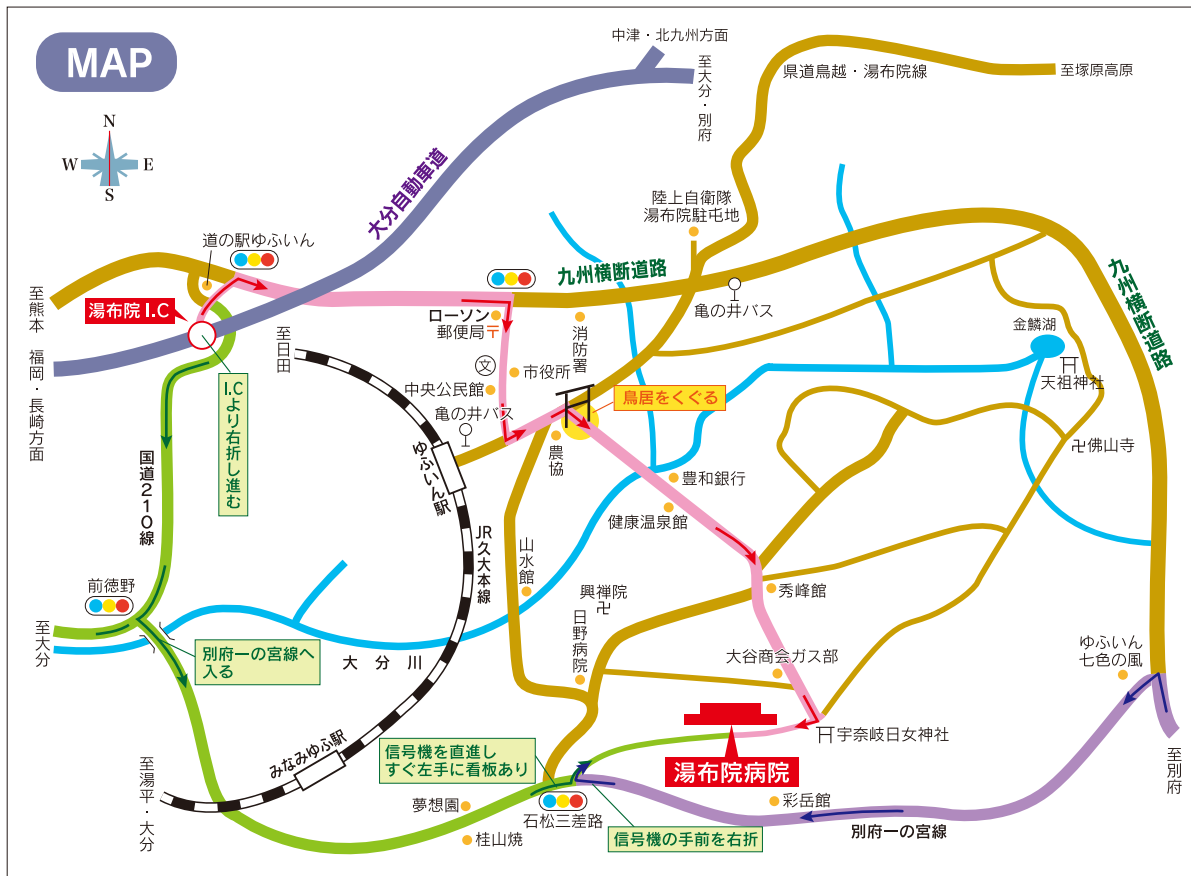 MAP
N
W
E
S
中津・北九州方面
至大分・別府
県道鳥越・湯布院線
至塚原高原
大分自動車道
陸上自衛隊
湯布院駐屯地
道の駅ゆふいん
九州横断道路
九州横断道路
亀の井バス
至熊本
湯布院 I.C
至日田
ローソン
郵便局〒
消防署
金鱗湖
天祖神社
福岡・長崎方面
I.C
より右折し進む
文
市役所
中央公民館
亀の井バス
鳥居をくぐる
卍佛山寺
農協
ゆふいん駅
豊和銀行
健康温泉館
国道210線
JR久大本線
山水館
興禅院
卍
秀峰館
前徳野
日野病院
至大分
別府一の宮線へ
入る
大分川
大谷商会ガス部
ゆふいん
七色の風
宇奈岐日女神社
みなみゆふ駅
信号機を直進し
すぐ左手に看板あり
湯布院病院
至別府
至湯平・大分
夢想園
石松三差路
彩岳館
別府一の宮線
桂山焼
信号機の手前を右折